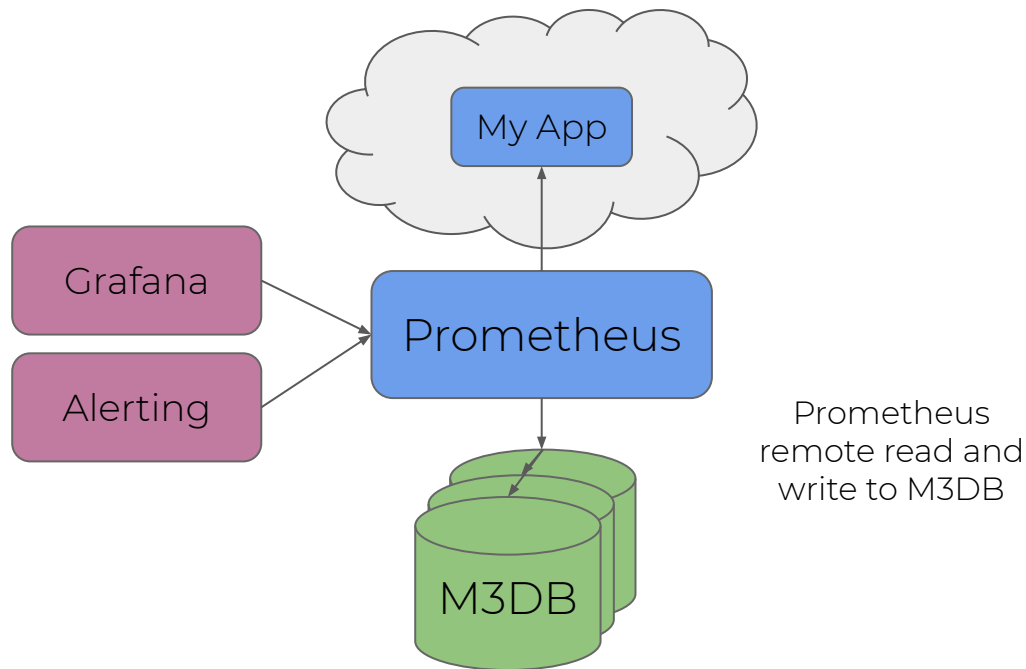 My App
Grafana
Prometheus
Alerting
Prometheus
remote read and
write to M3DB
M3DB